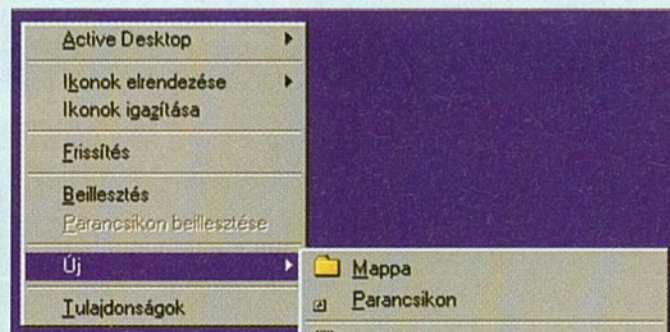 Active Desktop
Ikonok elrendezése
Ikonok igazítása
Frissítés
Beillesztés
Parancsikon beillesztése
Új
Mappa
Parancsikon
Tulajdonságok